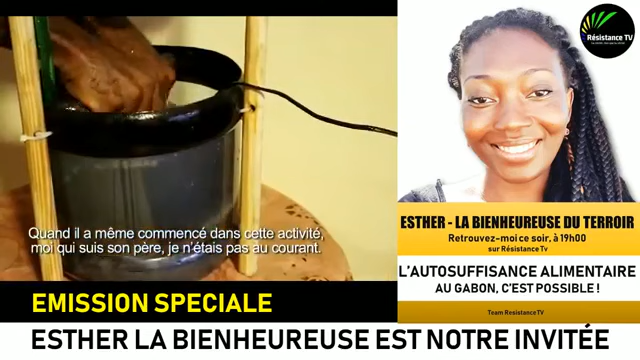 Quand il a même commencé dans cette activité,
moi qui suis son père, je n'étais pas au courant.
Résistance TV
ESTHER - LA BIENHEUREUSE DU TERROIR
Retrouvez-moi ce soir, à 19h00
sur Résistance Tv
L'AUTOSUFFISANCE ALIMENTAIRE
AU GABON, C'EST POSSIBLE !
Team ResistanceTV
EMISSION SPECIALE
ESTHER LA BIENHEUREUSE EST NOTRE INVITÉE